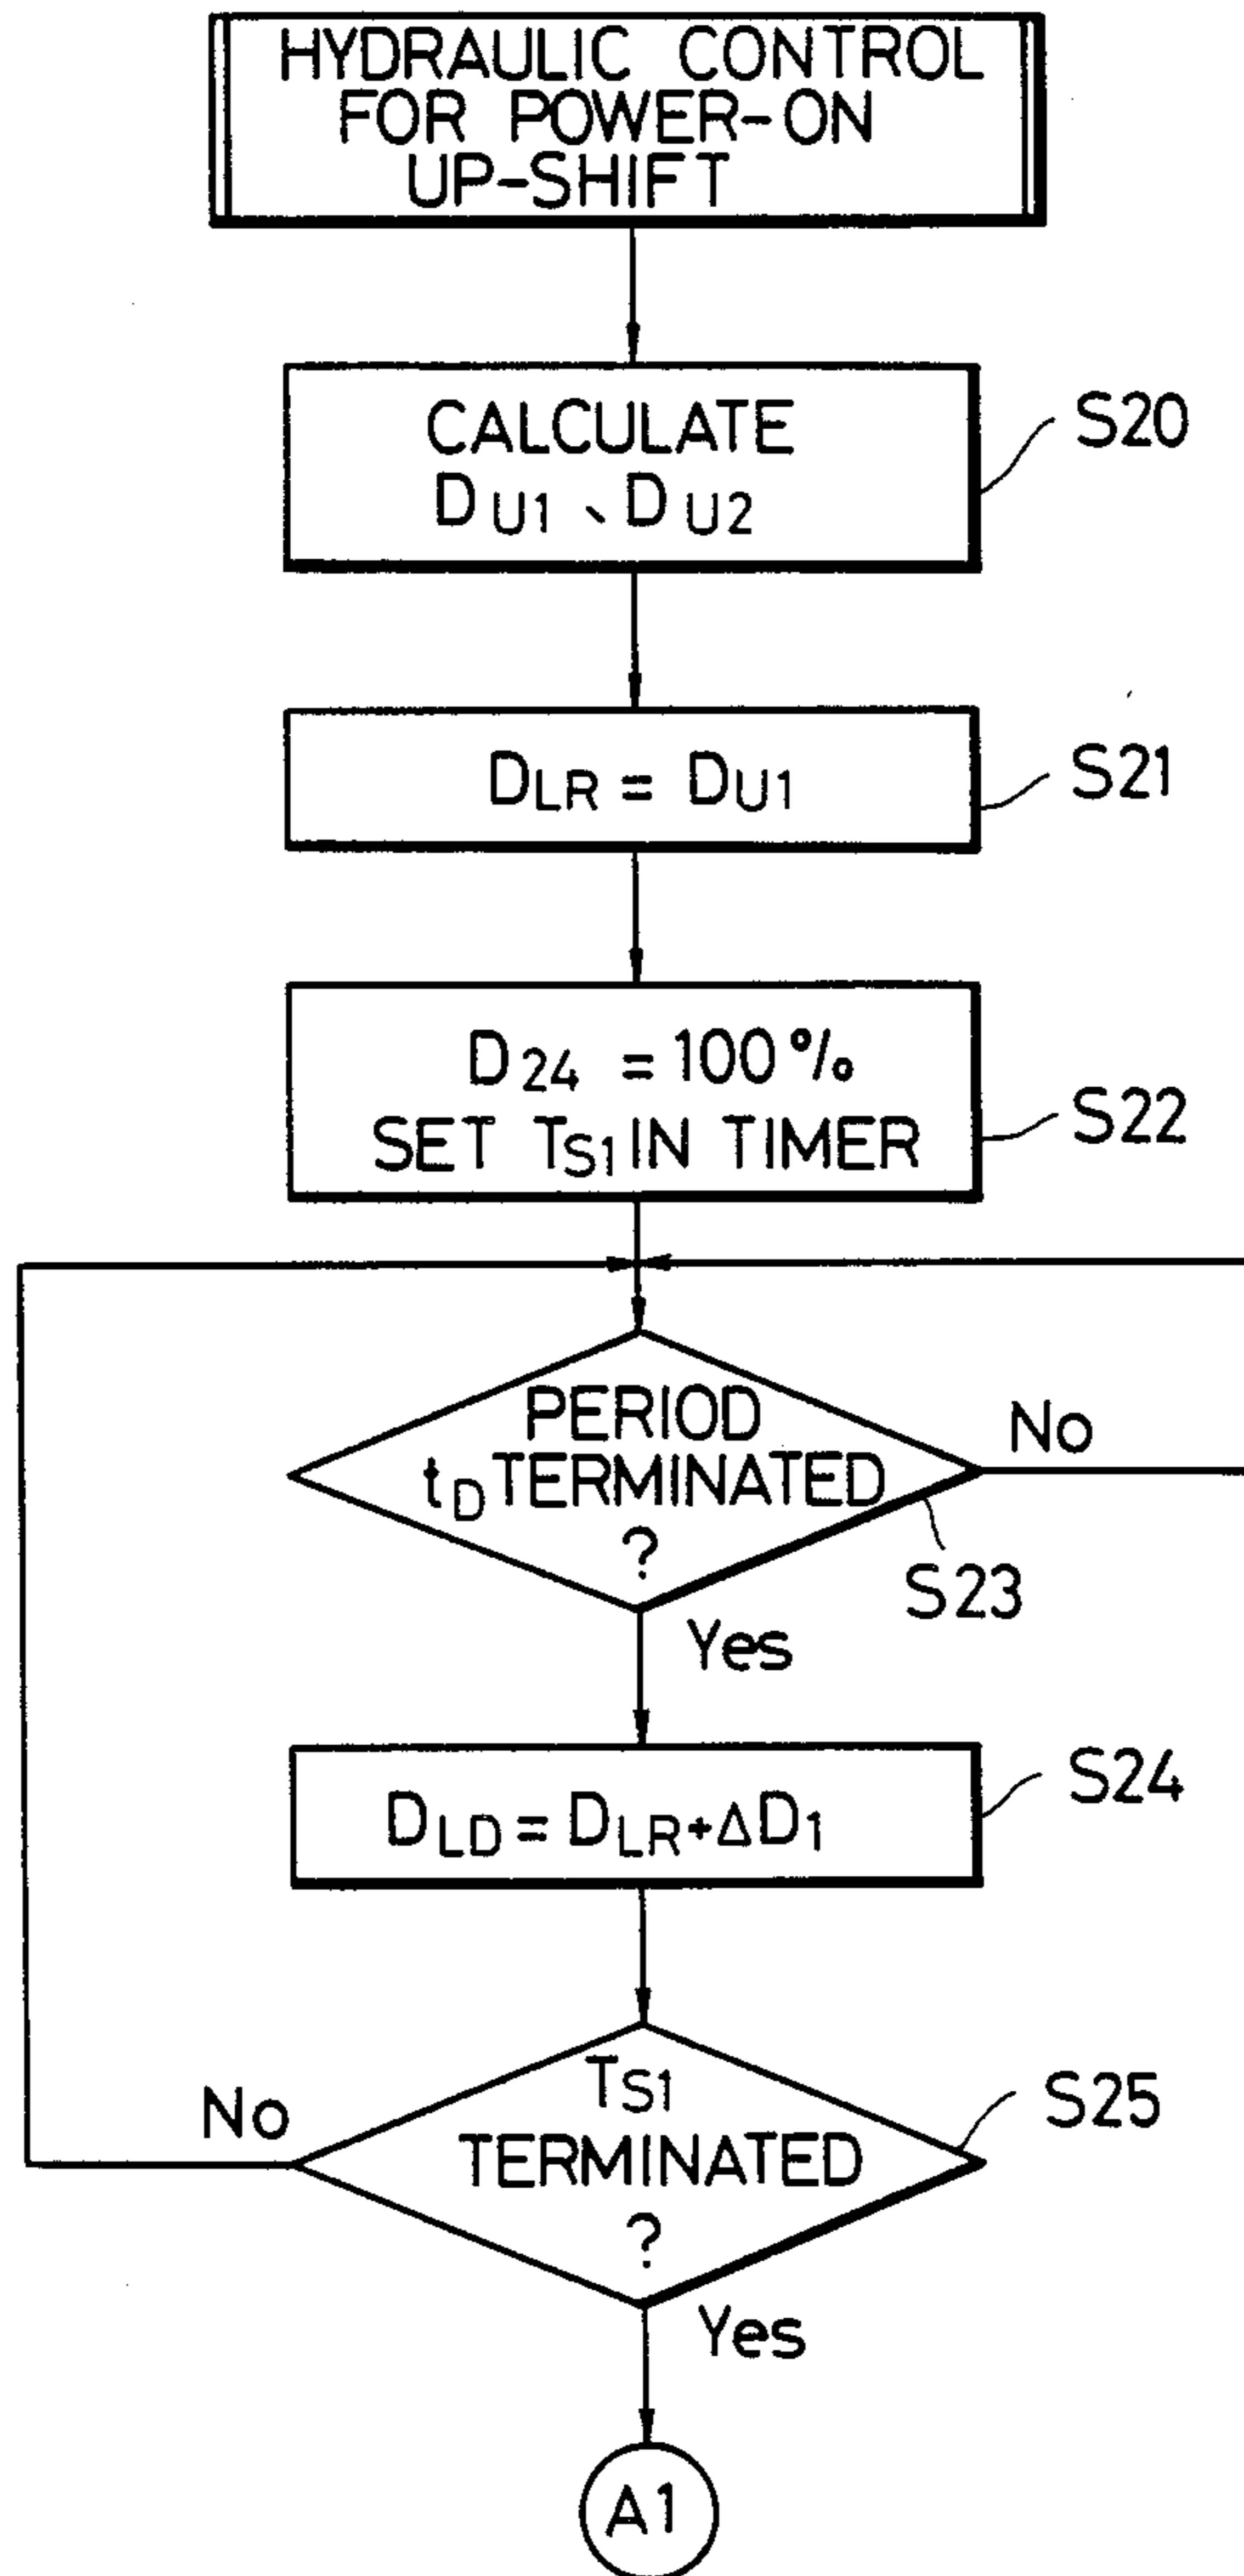 HYDRAULIC CONTROL
FOR POWER-ON
UP-SHIFT
CALCULATE
DU1、DU2
S20
DLR = DU1
S21
D24 = 100%
SET TS1 IN TIMER
S22
PERIOD
tD TERMINATED
?
No
S23
Yes
DLD = DLR + ΔD1
S24
TS1
TERMINATED
?
No
S25
Yes
A1